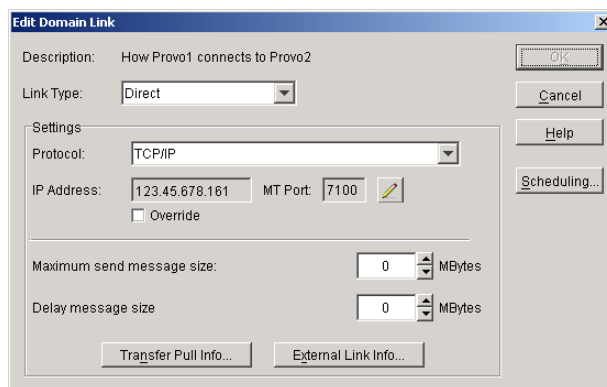 Edit Domain Link
Description: How Provo1 connects to Provo2
OK
Link Type: Direct
Cancel
Settings
Help
Protocol: TCP/IP
IP Address: 123.45.678.161 MT Port: 7100
Scheduling...
Override
Maximum send message size: 0 MBytes
Delay message size 0 MBytes
Transfer Pull Info... External Link Info...